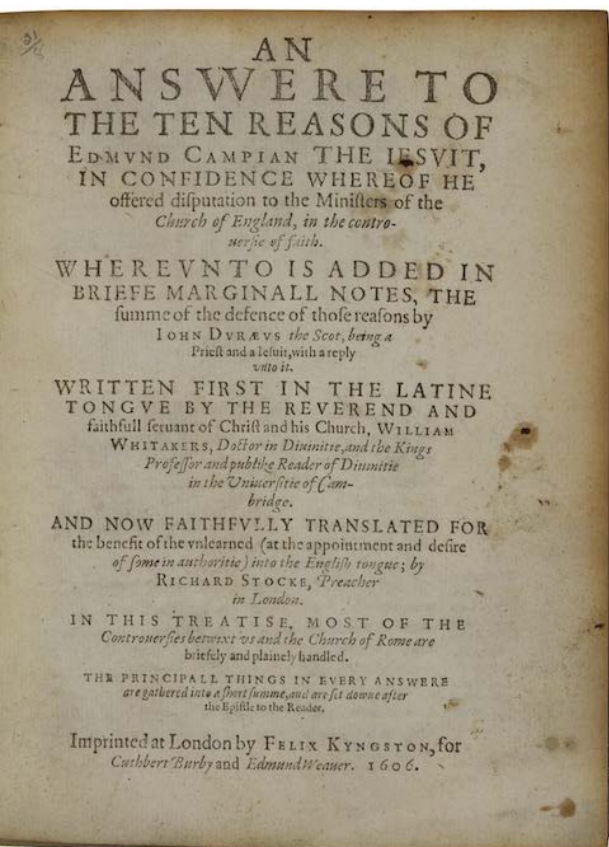 AN
ANSWERE TO
THE TEN REASONS OF
EDMVND CAMPIAN THE IESVIT,
IN CONFIDENCE WHEREOF HE
offered diſputation to the Miniſters of the
Church of England, in the contro-
uerſie of faith.
WHEREVNTO IS ADDED IN
BRIEFE MARGINALL NOTES, THE
ſumme of the defence of thoſe reaſons by
IOHN DVRÆVS the Scot, being a
Prieſt and a Ieſuit, with a reply
vnto it.
WRITTEN FIRST IN THE LATINE
TONGVE BY THE REVEREND AND
faithfull ſeruant of Chriſt and his Church, WILLIAM
WHITAKERS, Doctor in Diuinitie, and the Kings
Profeſſor and publike Reader of Diuinitie
in the Vniuerſitie of Cam-
bridge.
AND NOW FAITHFVLLY TRANSLATED FOR
the benefit of the vnlearned (at the appointment and deſire
of ſome in authoritie) into the Engliſh tongue; by
RICHARD STOCKE, Preacher
in London.
IN THIS TREATISE, MOST OF THE
Controuerſies betwixt vs and the Church of Rome are
briefely and plainely handled.
THE PRINCIPALL THINGS IN EVERY ANSWERE
are gathered into a ſhort ſumme, and are ſet downe after
the Epiſtle to the Reader.
Imprinted at London by FELIX KYNGSTON, for
Cuthbert Burby and Edmund Weauer. 1606.